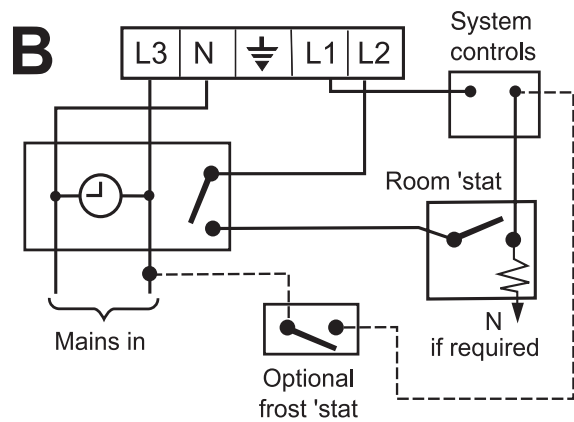 B
L3 N L1 L2
System
controls
Room 'stat
N
if required
Mains in
Optional
frost 'stat